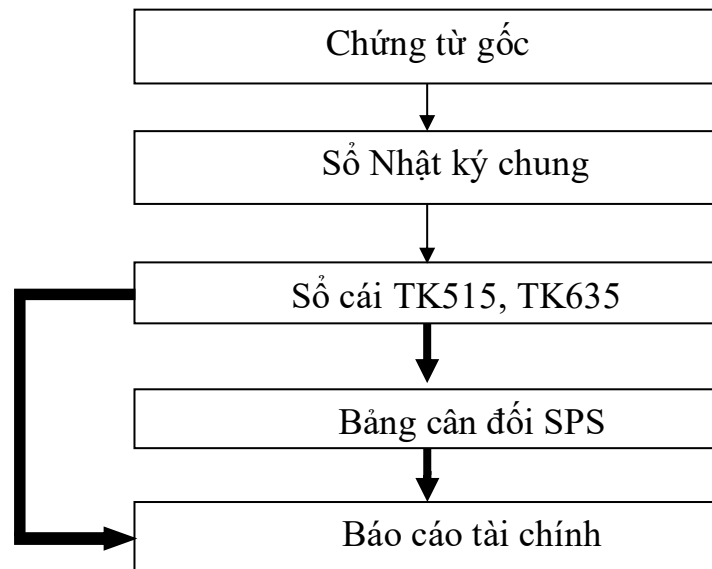 Chứng từ gốc
Sổ Nhật ký chung
Sổ cái TK515, TK635
Bảng cân đối SPS
Báo cáo tài chính